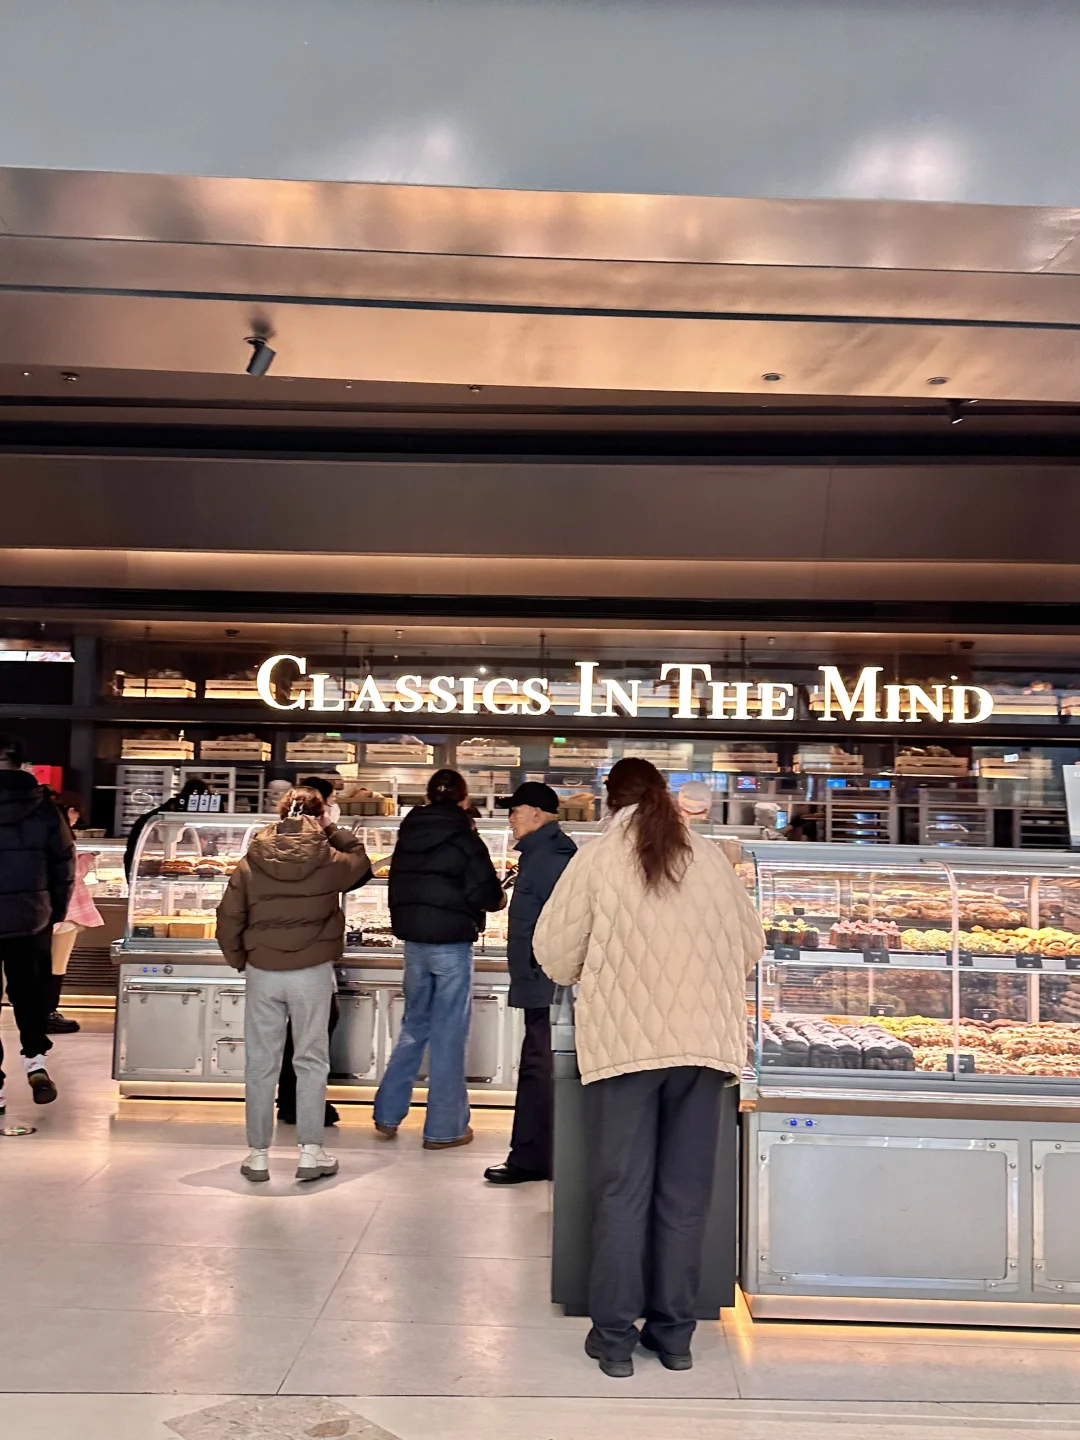 CLASSICS IN THE MIND